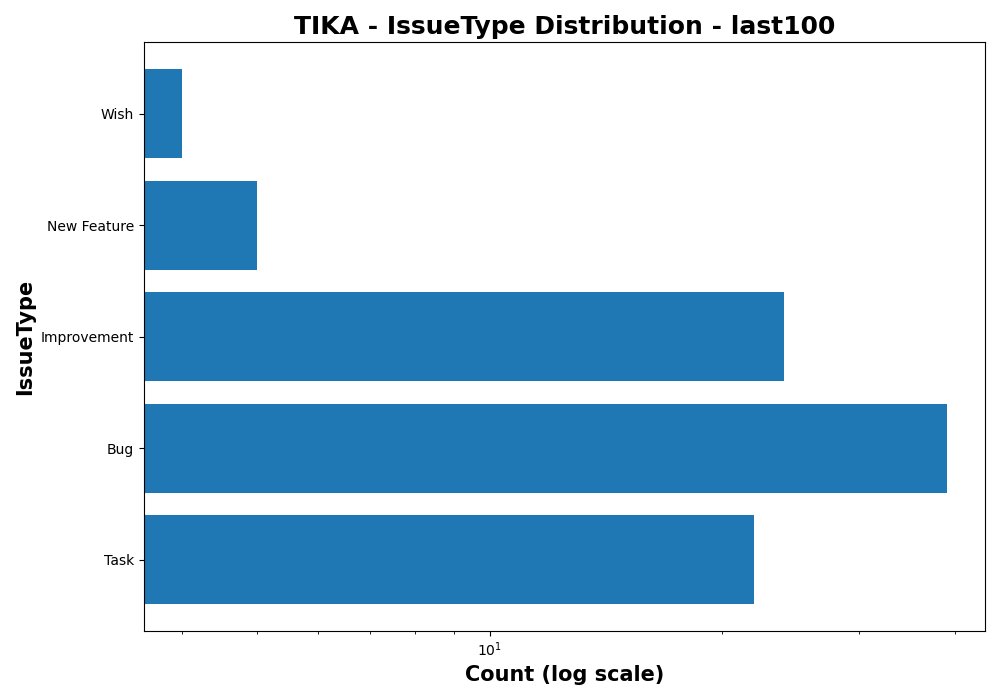 TIKA - IssueType Distribution - last100
IssueType
Wish
New Feature
Improvement
Bug
Task
10¹
Count (log scale)